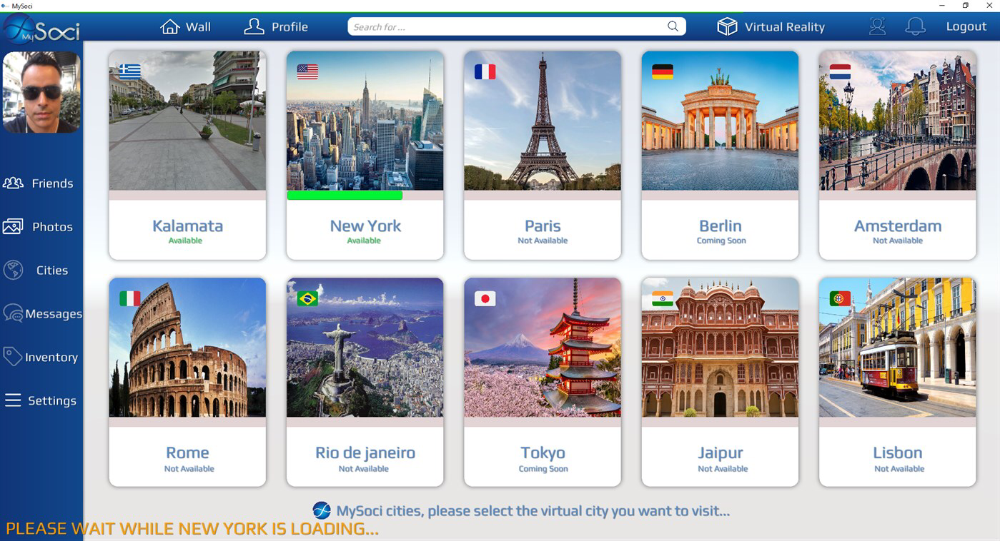 MySoci
MySoci
Wall
Profile
Search for ...
Virtual Reality
Logout
Friends
Photos
Cities
Messages
Inventory
Settings
Kalamata
Available
New York
Available
Paris
Not Available
Berlin
Coming Soon
Amsterdam
Not Available
Rome
Not Available
Rio de janeiro
Not Available
Tokyo
Coming Soon
Jaipur
Not Available
Lisbon
Not Available
MySoci cities, please select the virtual city you want to visit...
PLEASE WAIT WHILE NEW YORK IS LOADING...